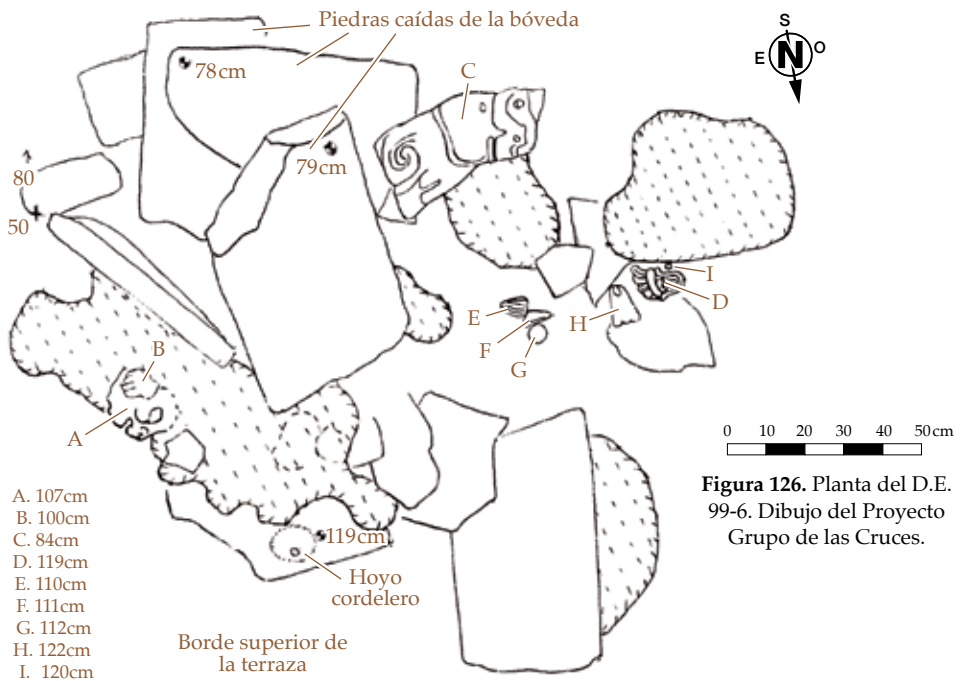 Piedras caídas de la bóveda
S
E N O
78cm
C
79cm
80
50
I
D
E
H
F
G
B
A
0 10 20 30 40 50cm
Figura 126. Planta del D.E.
99-6. Dibujo del Proyecto
Grupo de las Cruces.
A. 107cm
B. 100cm
C. 84cm
D. 119cm
E. 110cm
F. 111cm
G. 112cm
H. 122cm
I. 120cm
119cm
Hoyo
cordelero
Borde superior de
la terraza